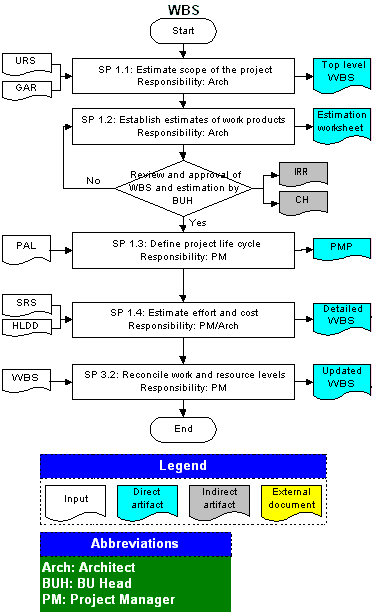 WBS
Start
URS
GAR
SP 1.1: Estimate scope of the project
Responsibility: Arch
Top level
WBS
SP 1.2: Establish estimates of work products
Responsibility: Arch
Estimation
worksheet
No
Review and approval of
WBS and estimation by
BUH
IRR
CH
Yes
PAL
SP 1.3: Define project life cycle
Responsibility: PM
PMP
SRS
HLDD
SP 1.4: Estimate effort and cost
Responsibility: PM/Arch
Detailed
WBS
WBS
SP 3.2: Reconcile work and resource levels
Responsibility: PM
Updated
WBS
End
Legend
Input
Direct
artifact
Indirect
artifact
External
document
Abbreviations
Arch: Architect
BUH: BU Head
PM: Project Manager